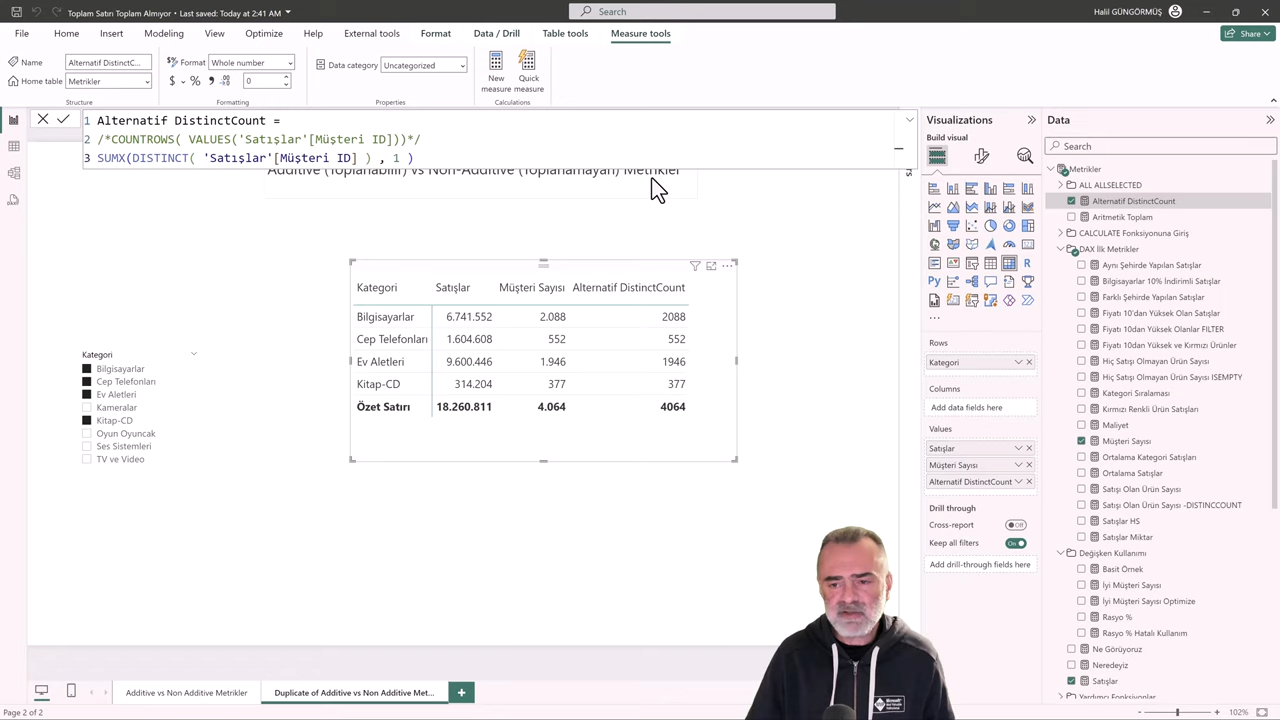 Toplam Satırı Toplam Almıyor • Last saved: Today at 2:41 AM
Search
Halil GÜNGÖRMÜŞ
File Home Insert Modeling View Optimize Help External tools Format Data / Drill Table tools Measure tools
Share
Name Alternatif DistinctC...
Home table Metrikler
Structure
Format Whole number
$ % 0
Formatting
Data category Uncategorized
Properties
New measure
Quick measure
Calculations
1 Alternatif DistinctCount =
2 /*COUNTROWS( VALUES('Satışlar'[Müşteri ID]))*/
3 SUMX(DISTINCT( 'Satışlar'[Müşteri ID] ) , 1 )
Additive (Toplanabilir) vs Non-Additive (Toplanamayan) Metrikler
Kategori Satışlar Müşteri Sayısı Alternatif DistinctCount
Bilgisayarlar 6.741.552 2.088 2088
Cep Telefonları 1.604.608 552 552
Ev Aletleri 9.600.446 1.946 1946
Kitap-CD 314.204 377 377
Özet Satırı 18.260.811 4.064 4064
Kategori
Bilgisayarlar
Cep Telefonları
Ev Aletleri
Kameralar
Kitap-CD
Oyun Oyuncak
Ses Sistemleri
TV ve Video
Visualizations
Build visual
Rows
Kategori
Columns
Add data fields here
Values
Satışlar
Müşteri Sayısı
Alternatif DistinctCount
Drill through
Cross-report Off
Keep all filters On
Add drill-through fields here
Data
Search
Metrikler
ALL ALLSELECTED
Alternatif DistinctCount
Aritmetik Toplam
CALCULATE Fonksiyonuna Giriş
DAX İlk Metrikler
Aynı Şehirde Yapılan Satışlar
Bilgisayarlar 10% İndirimli Satışlar
Farklı Şehirde Yapılan Satışlar
Fiyatı 10'dan Yüksek Olan Satışlar
Fiyatı 10dan Yüksek Olanlar FILTER
Fiyatı 10dan Yüksek ve Kırmızı Ürünler
Hiç Satışı Olmayan Ürün Sayısı
Hiç Satışı Olmayan Ürün Sayısı ISEMPTY
Kategori Sıralaması
Kırmızı Renkli Ürün Satışları
Maliyet
Müşteri Sayısı
Ortalama Kategori Satışları
Ortalama Satışlar
Satışı Olan Ürün Sayısı
Satışı Olan Ürün Sayısı -DISTINCCOUNT
Satışlar HS
Satışlar Miktar
Değişken Kullanımı
Basit Örnek
İyi Müşteri Sayısı
İyi Müşteri Sayısı Optimize
Rasyo %
Rasyo % Hatalı Kullanım
Ne Görüyoruz
Neredeyiz
Satışlar
Yardımcı Fonksiyonlar
Additive vs Non Additive Metrikler
Duplicate of Additive vs Non Additive Met...
Page 2 of 2
102%